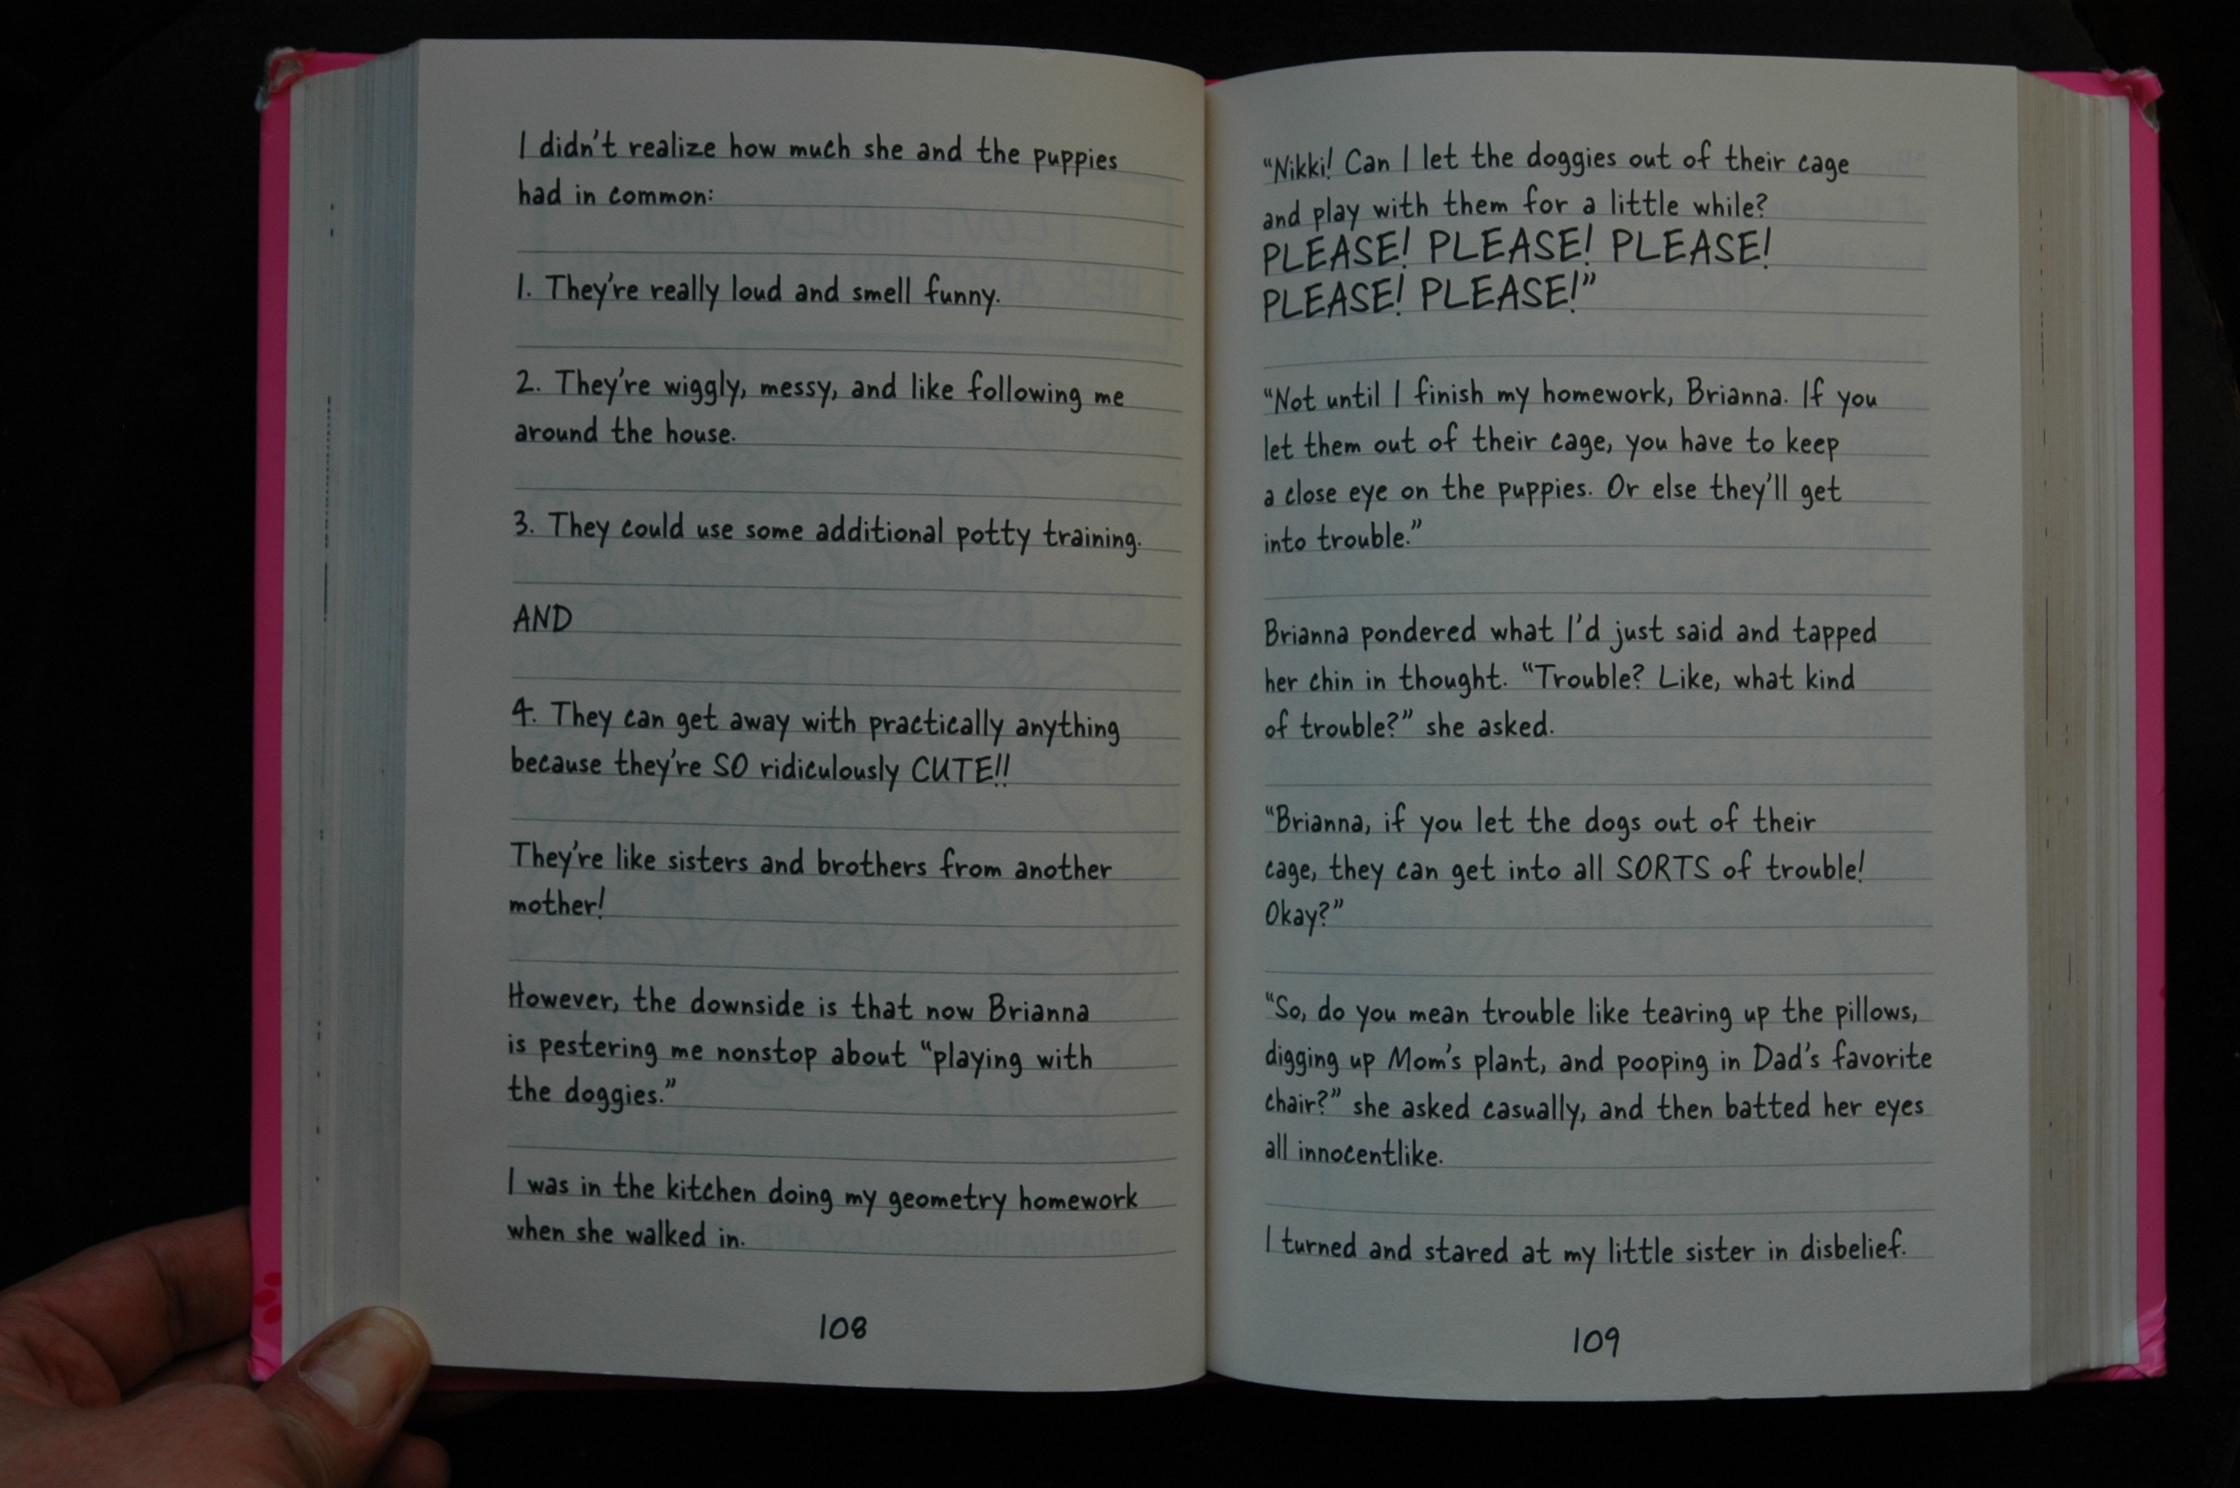 I didn't realize how much she and the puppies
had in common:
1. They're really loud and smell funny.
2. They're wiggly, messy, and like following me
around the house.
3. They could use some additional potty training.
AND
4. They can get away with practically anything
because they're SO ridiculously CUTE!!
They're like sisters and brothers from another
mother!
However, the downside is that now Brianna
is pestering me nonstop about “playing with
the doggies.”
I was in the kitchen doing my geometry homework
when she walked in.
108
“Nikki! Can I let the doggies out of their cage
and play with them for a little while?
PLEASE! PLEASE! PLEASE!
PLEASE! PLEASE!”
“Not until I finish my homework, Brianna. If you
let them out of their cage, you have to keep
a close eye on the puppies. Or else they'll get
into trouble.”
Brianna pondered what I'd just said and tapped
her chin in thought. “Trouble? Like, what kind
of trouble?” she asked.
“Brianna, if you let the dogs out of their
cage, they can get into all SORTS of trouble!
Okay?”
“So, do you mean trouble like tearing up the pillows,
digging up Mom's plant, and pooping in Dad's favorite
chair?” she asked casually, and then batted her eyes
all innocentlike.
I turned and stared at my little sister in disbelief.
109